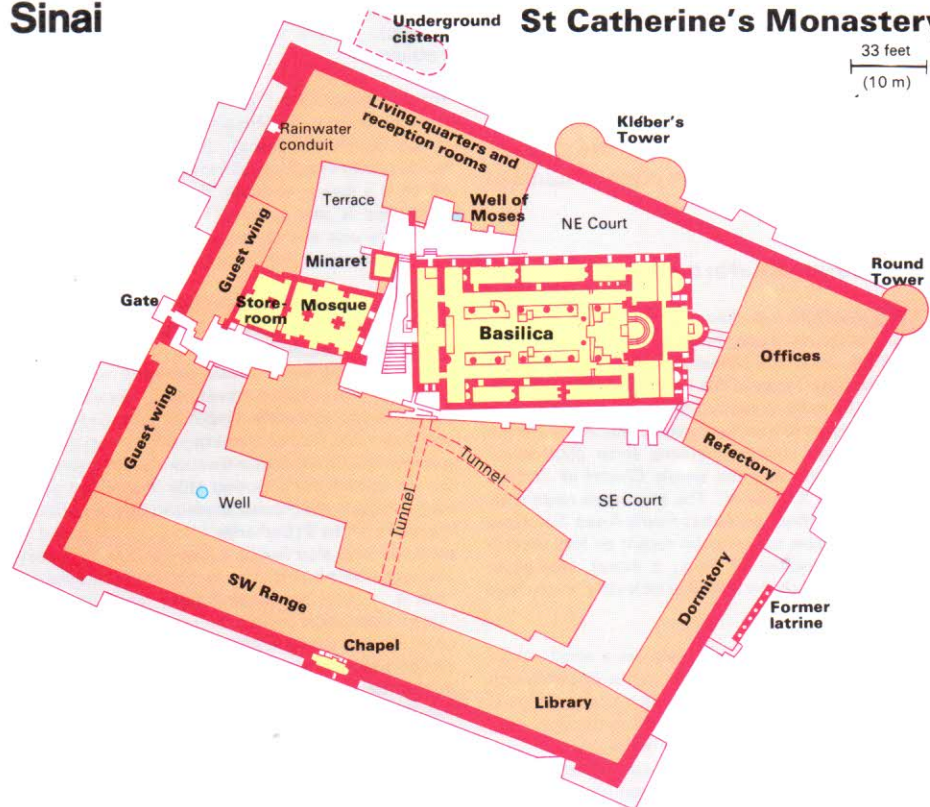 Sinai
St Catherine's Monastery
33 feet
(10 m)
Underground
cistern
Kléber's
Tower
Living-quarters and
reception rooms
Rainwater
conduit
Terrace
Well of
Moses
NE Court
Guest wing
Minaret
Round
Tower
Gate
Store-
room
Mosque
Basilica
Offices
Guest wing
Refectory
Tunnel
Tunnel
Well
SE Court
Dormitory
SW Range
Former
latrine
Chapel
Library